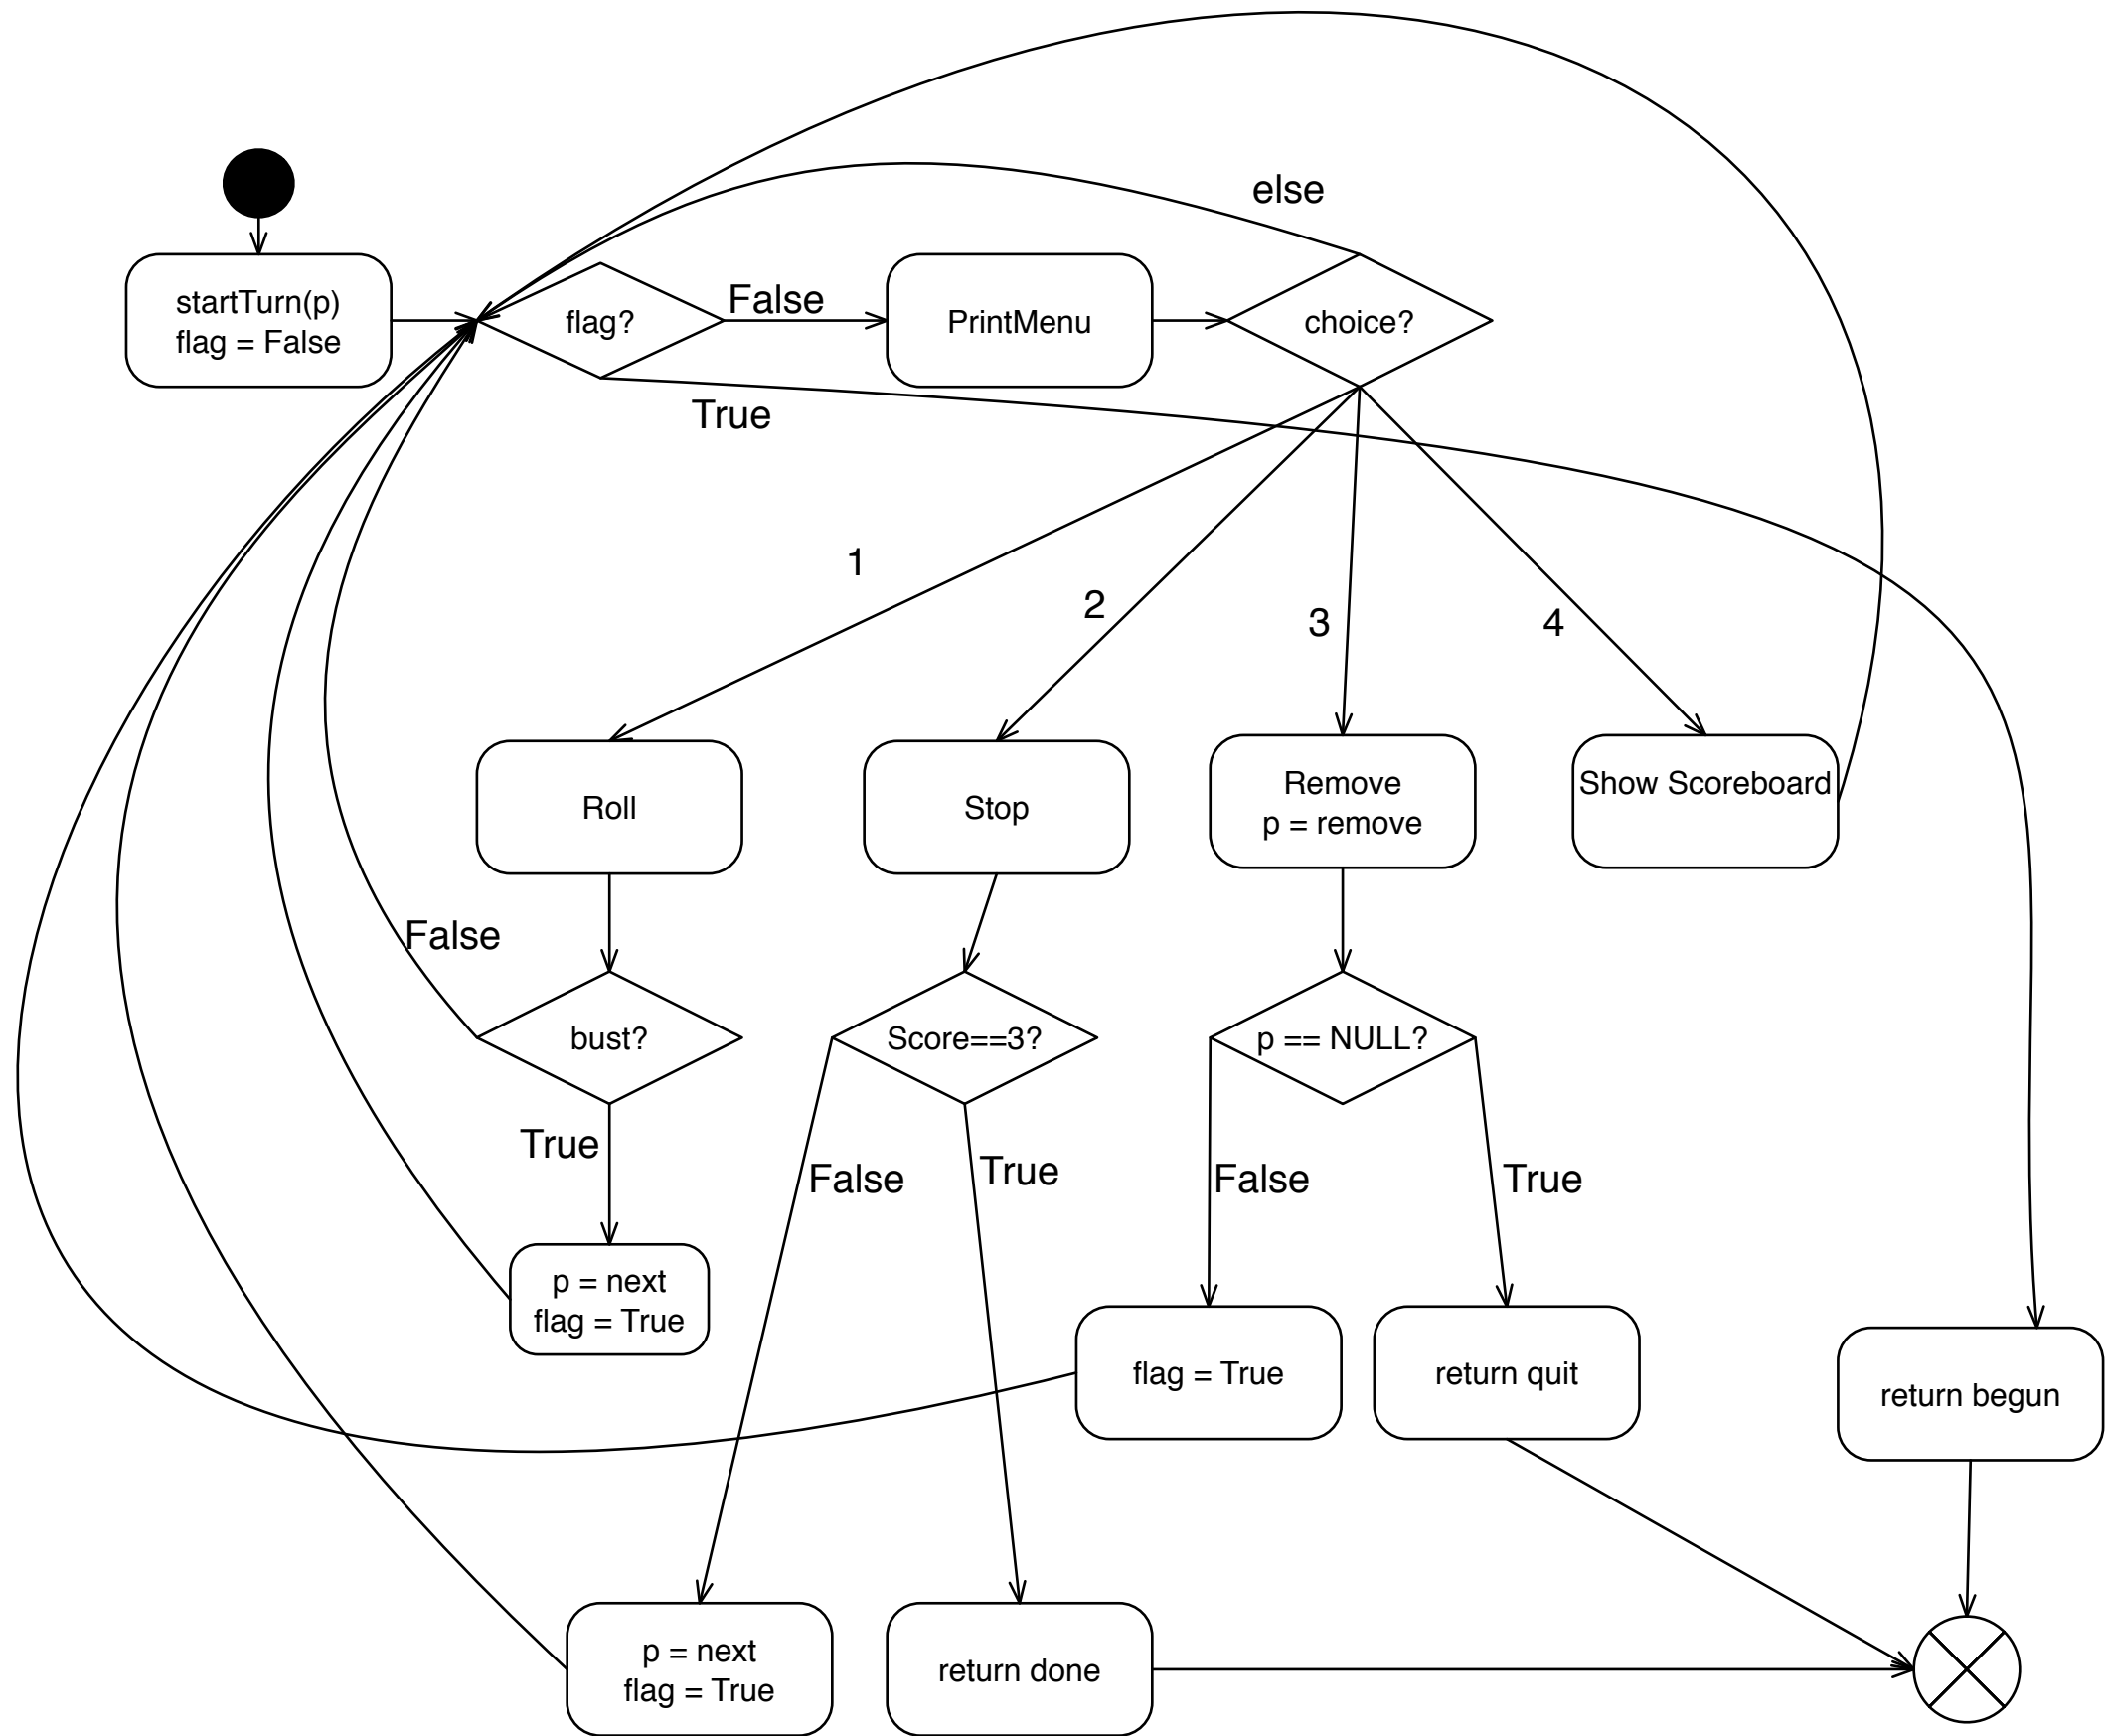 else
startTurn(p)
flag = False
flag?
False
PrintMenu
choice?
True
1
2
3
4
Roll
Stop
Remove
p = remove
Show Scoreboard
False
bust?
Score==3?
p == NULL?
True
False
True
False
True
p = next
flag = True
flag = True
return quit
return begun
p = next
flag = True
return done